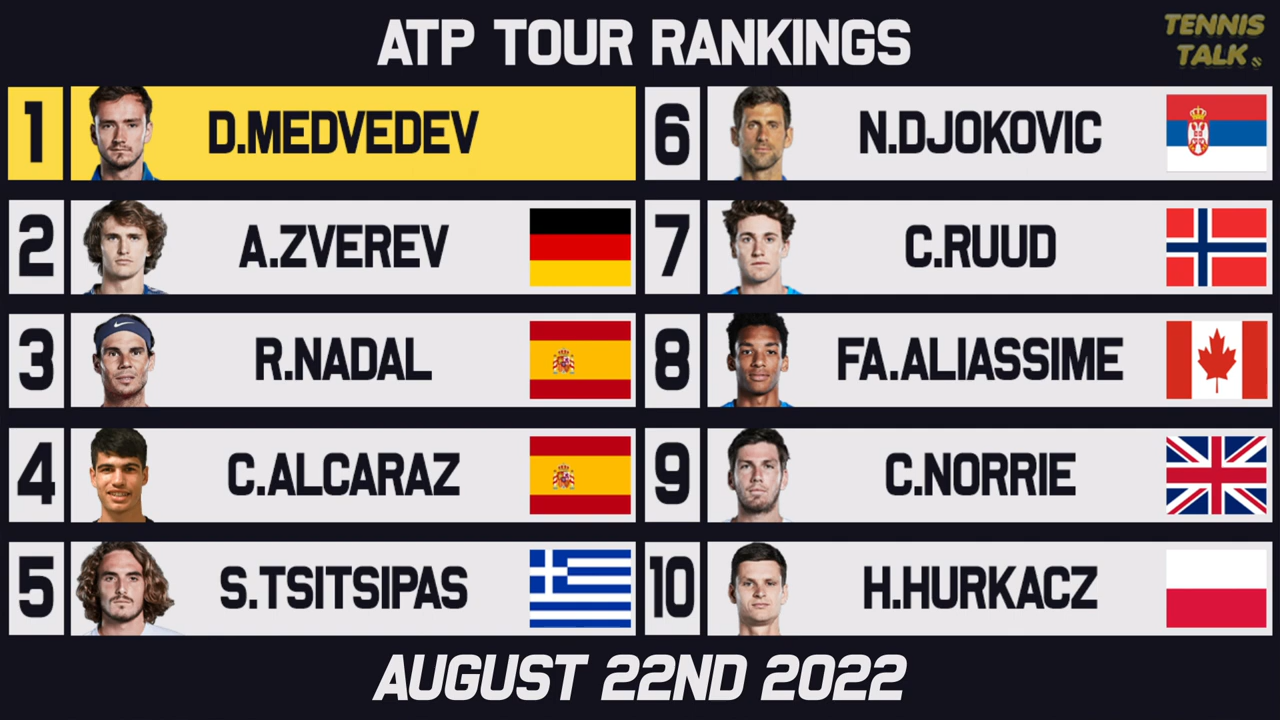 ATP TOUR RANKINGS
TENNIS
TALK
1 D.MEDVEDEV
2 A.ZVEREV
3 R.NADAL
4 C.ALCARAZ
5 S.TSITSIPAS
6 N.DJOKOVIC
7 C.RUUD
8 FA.ALIASSIME
9 C.NORRIE
10 H.HURKACZ
AUGUST 22ND 2022